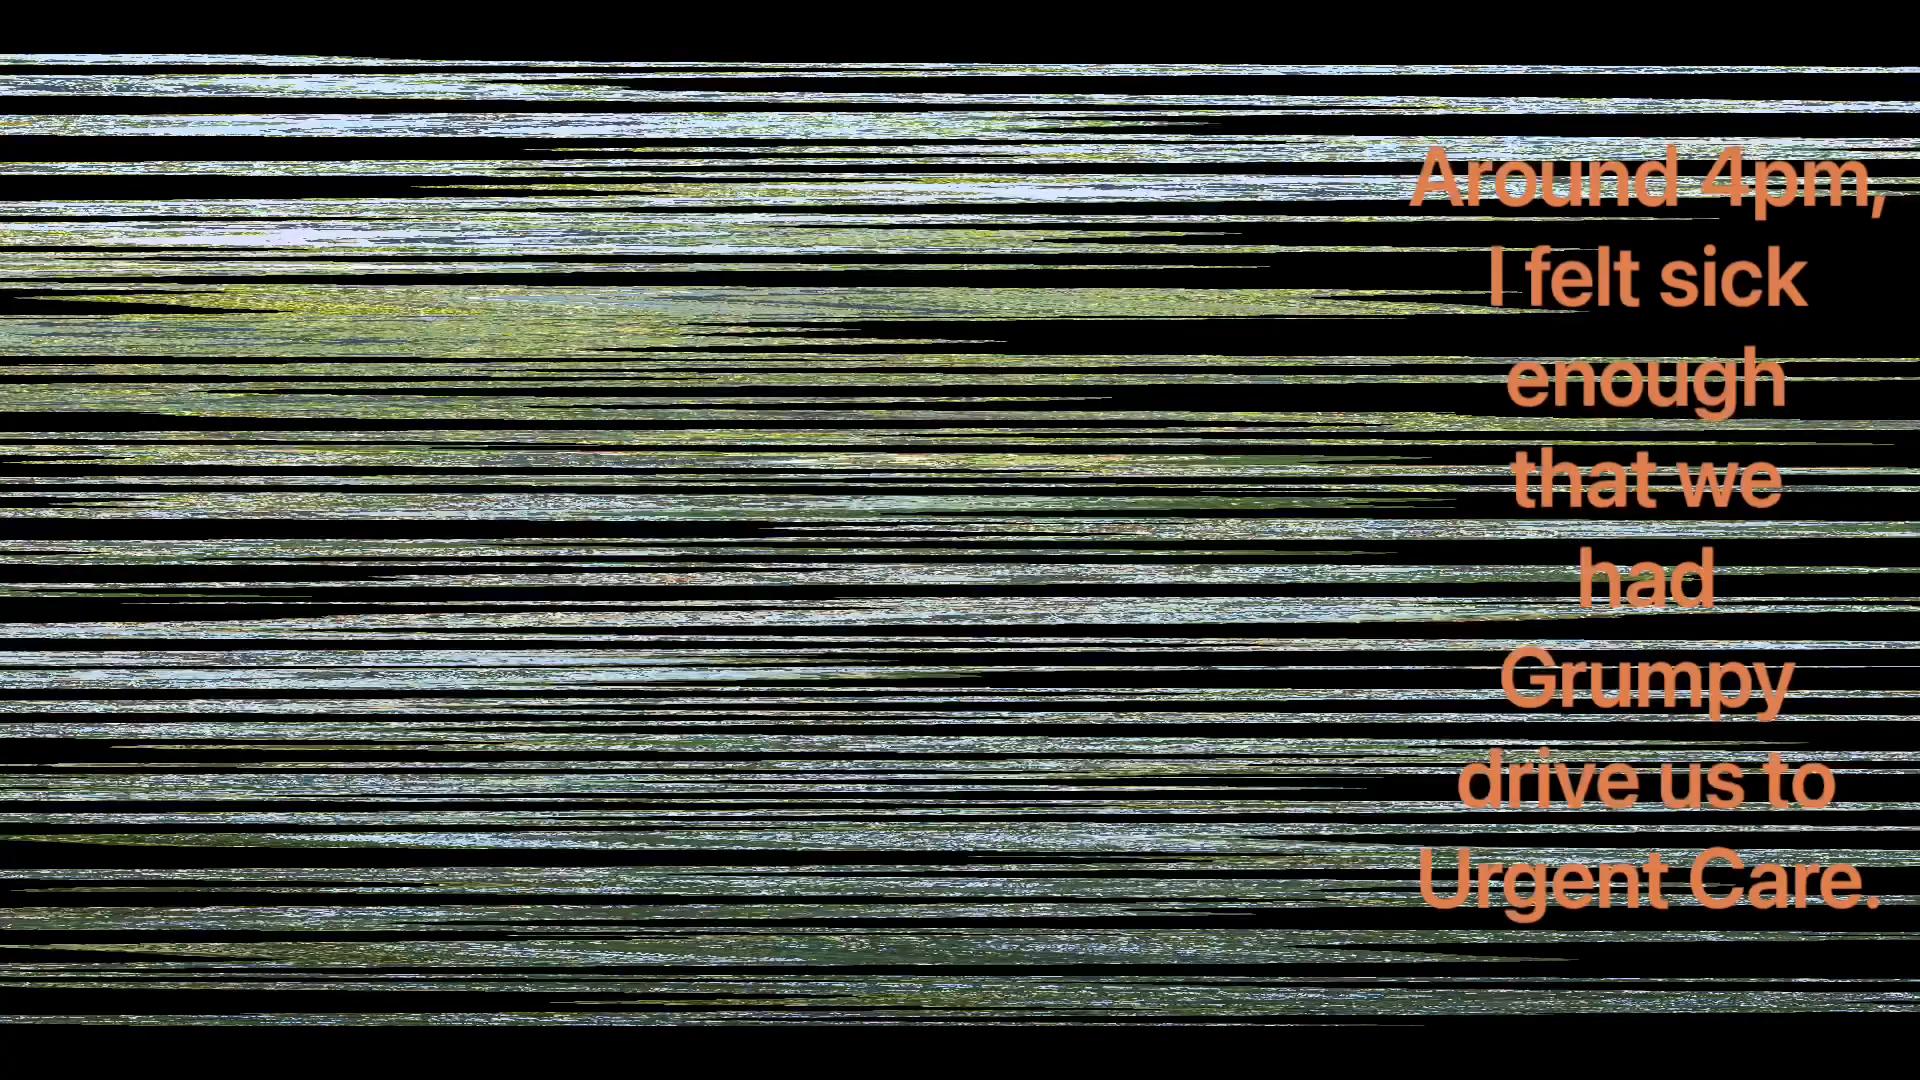 Around 4pm,
I felt sick
enough
that we
had
Grumpy
drive us to
Urgent Care.